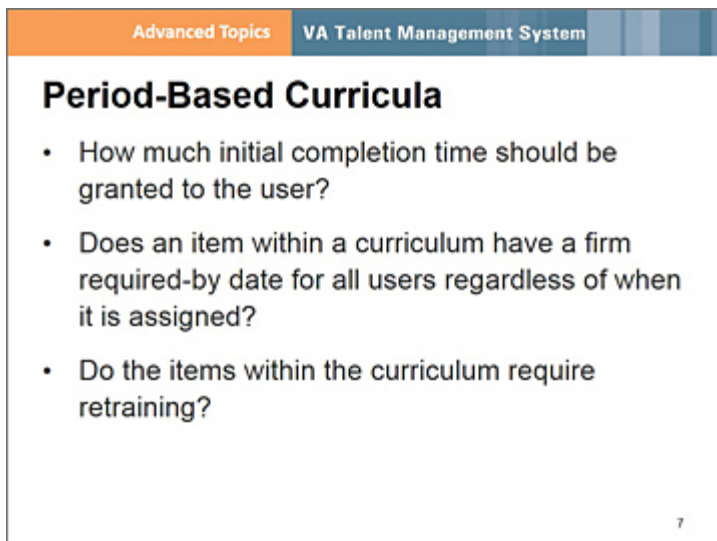 Advanced Topics VA Talent Management System
Period-Based Curricula
• How much initial completion time should be
granted to the user?
• Does an item within a curriculum have a firm
required-by date for all users regardless of when
it is assigned?
• Do the items within the curriculum require
retraining?
7